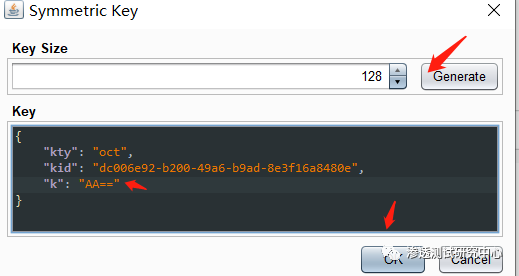 Symmetric Key
Key Size
128
Generate
Key
{
"kty": "oct",
"kid": "dc006e92-b200-49a6-b9ad-8e3f16a8480e",
"k": "AA=="
}
渗透测试研究中心
OK
Cancel